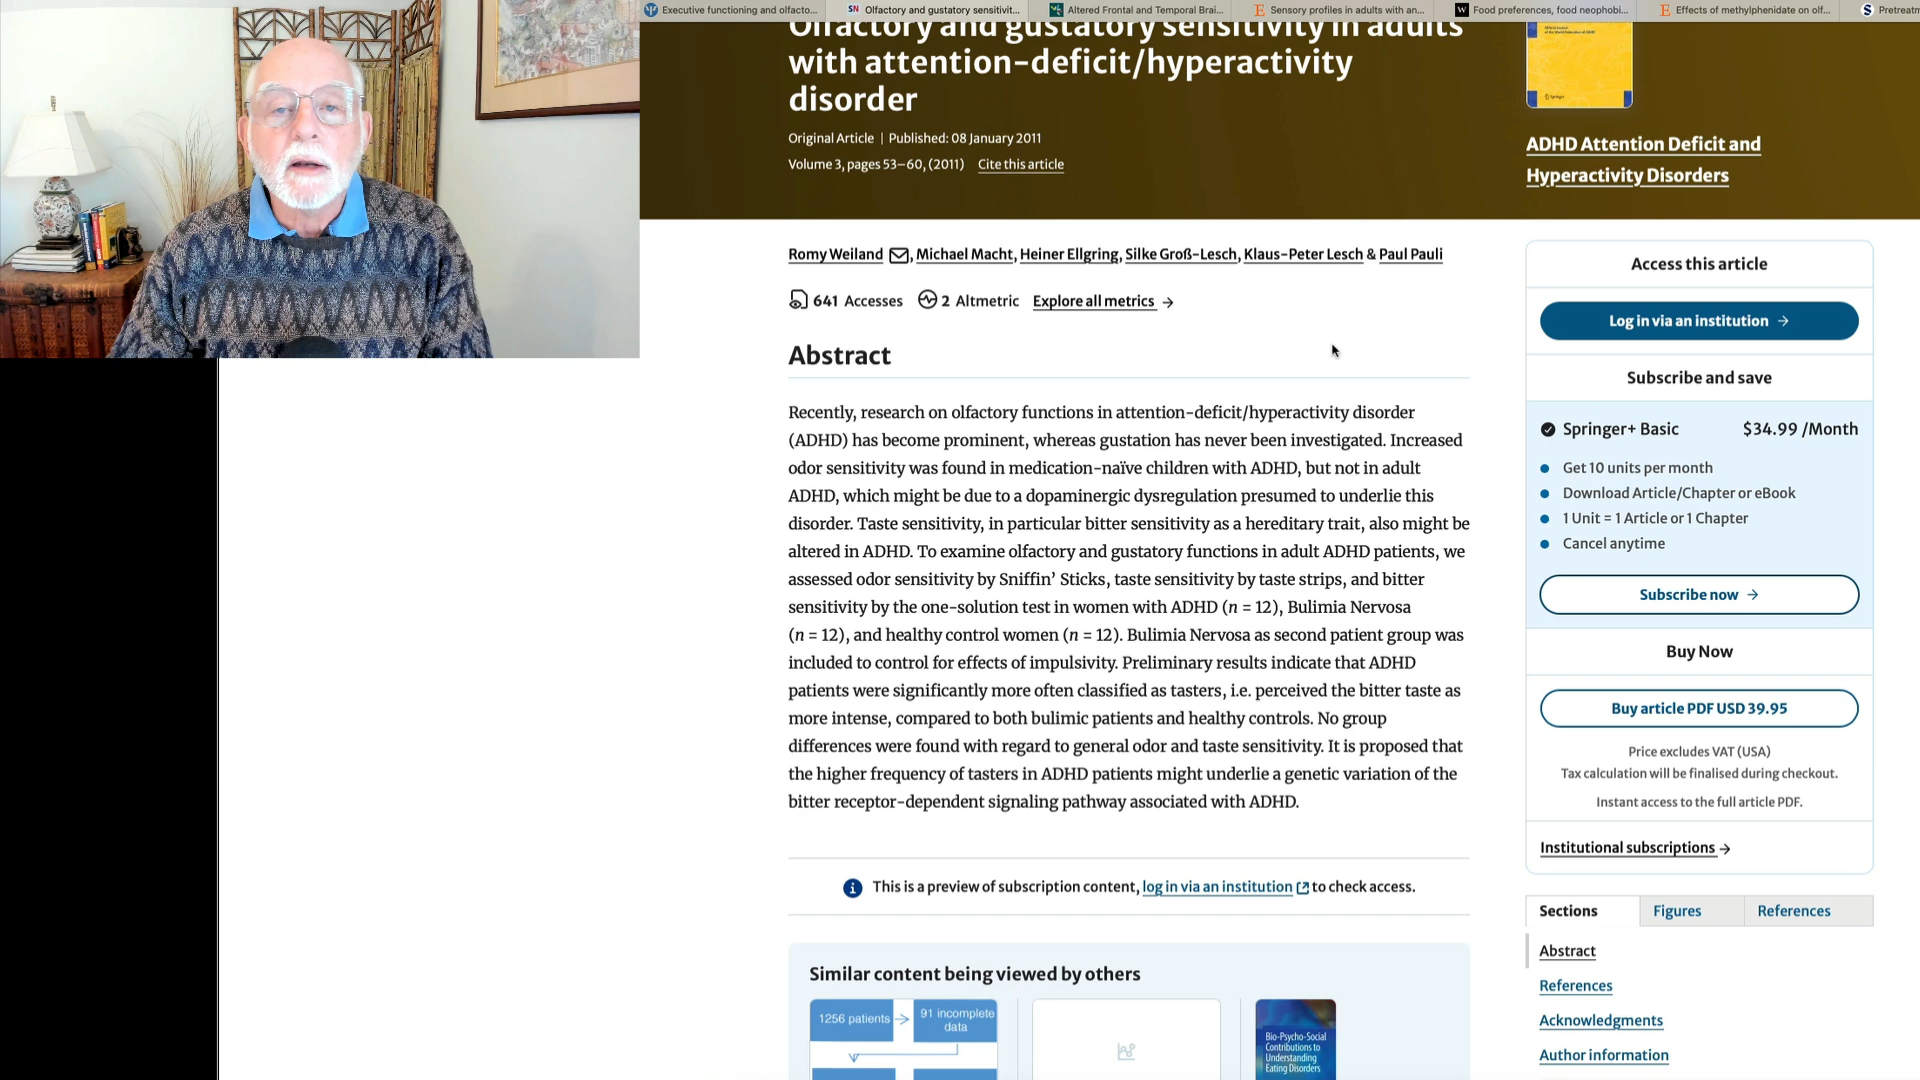 Executive functioning and olfacto...
SN Olfactory and gustatory sensitivit...
Altered Frontal and Temporal Brai...
Sensory profiles in adults with an...
W Food preferences, food neophobi...
Effects of methylphenidate on olf...
S Pretreatm
Olfactory and gustatory sensitivity in adults
with attention-deficit/hyperactivity
disorder
Original Article | Published: 08 January 2011
Volume 3, pages 53–60, (2011) Cite this article
Springer
ADHD Attention Deficit and
Hyperactivity Disorders
Romy Weiland , Michael Macht, Heiner Ellgring, Silke Groß-Lesch, Klaus-Peter Lesch & Paul Pauli
641 Accesses 2 Altmetric Explore all metrics →
Abstract
Recently, research on olfactory functions in attention-deficit/hyperactivity disorder
(ADHD) has become prominent, whereas gustation has never been investigated. Increased
odor sensitivity was found in medication-naïve children with ADHD, but not in adult
ADHD, which might be due to a dopaminergic dysregulation presumed to underlie this
disorder. Taste sensitivity, in particular bitter sensitivity as a hereditary trait, also might be
altered in ADHD. To examine olfactory and gustatory functions in adult ADHD patients, we
assessed odor sensitivity by Sniffin’ Sticks, taste sensitivity by taste strips, and bitter
sensitivity by the one-solution test in women with ADHD (n = 12), Bulimia Nervosa
(n = 12), and healthy control women (n = 12). Bulimia Nervosa as second patient group was
included to control for effects of impulsivity. Preliminary results indicate that ADHD
patients were significantly more often classified as tasters, i.e. perceived the bitter taste as
more intense, compared to both bulimic patients and healthy controls. No group
differences were found with regard to general odor and taste sensitivity. It is proposed that
the higher frequency of tasters in ADHD patients might underlie a genetic variation of the
bitter receptor-dependent signaling pathway associated with ADHD.
This is a preview of subscription content, log in via an institution to check access.
Similar content being viewed by others
1256 patients
91 incomplete
data
Bio-Psycho-Social
Contributions to
Understanding
Eating Disorders
Access this article
Log in via an institution →
Subscribe and save
Springer+ Basic $34.99 /Month
Get 10 units per month
Download Article/Chapter or eBook
1 Unit = 1 Article or 1 Chapter
Cancel anytime
Subscribe now →
Buy Now
Buy article PDF USD 39.95
Price excludes VAT (USA)
Tax calculation will be finalised during checkout.
Instant access to the full article PDF.
Institutional subscriptions →
Sections Figures References
Abstract
References
Acknowledgments
Author information